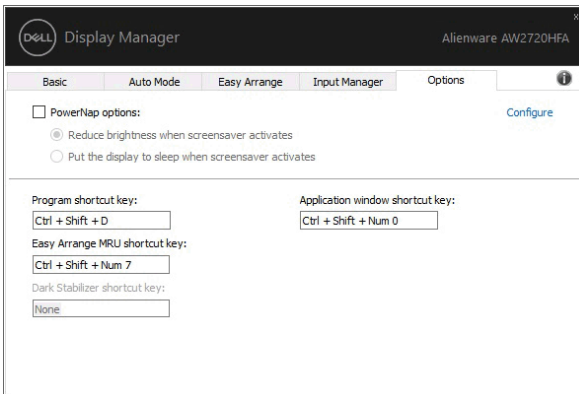 DELL Display Manager
Alienware AW2720HFA
Basic Auto Mode Easy Arrange Input Manager Options
PowerNap options:
Configure
Reduce brightness when screensaver activates
Put the display to sleep when screensaver activates
Program shortcut key:
Application window shortcut key:
Ctrl + Shift + D
Ctrl + Shift + Num 0
Easy Arrange MRU shortcut key:
Ctrl + Shift + Num 7
Dark Stabilizer shortcut key:
None